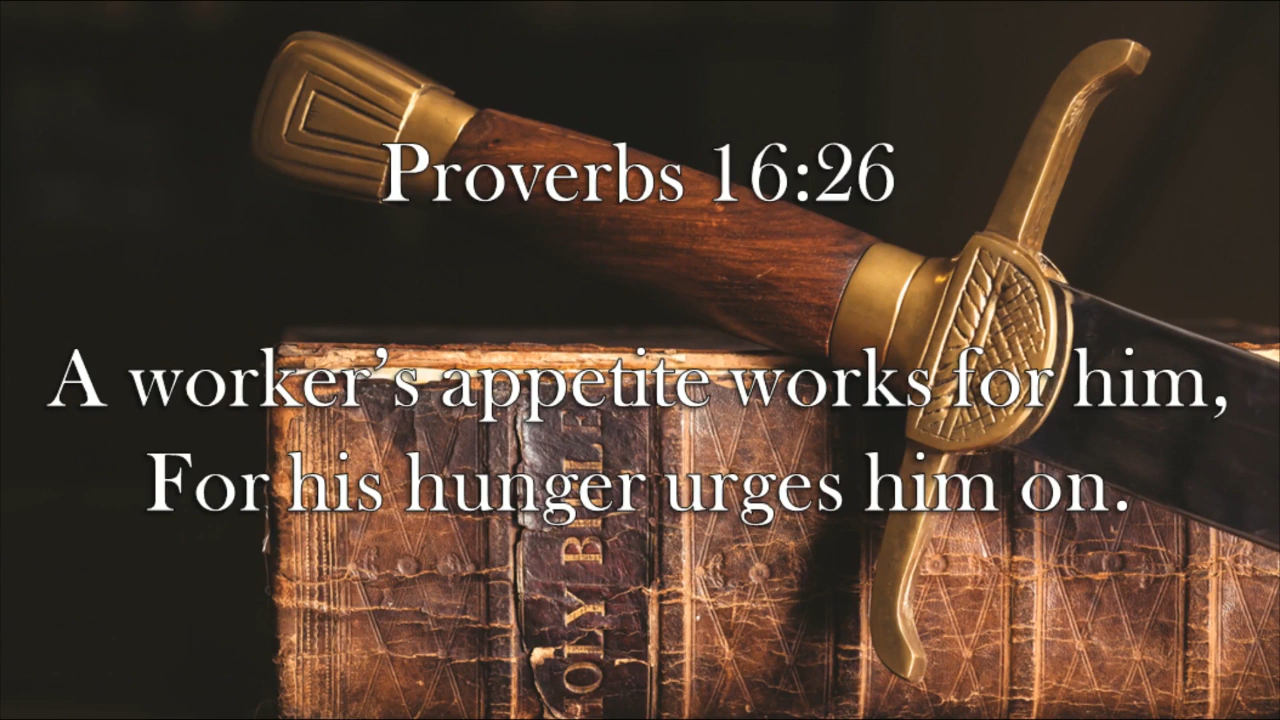 Proverbs 16:26
A worker’s appetite works for him,
For his hunger urges him on.
HOLY BIBLE